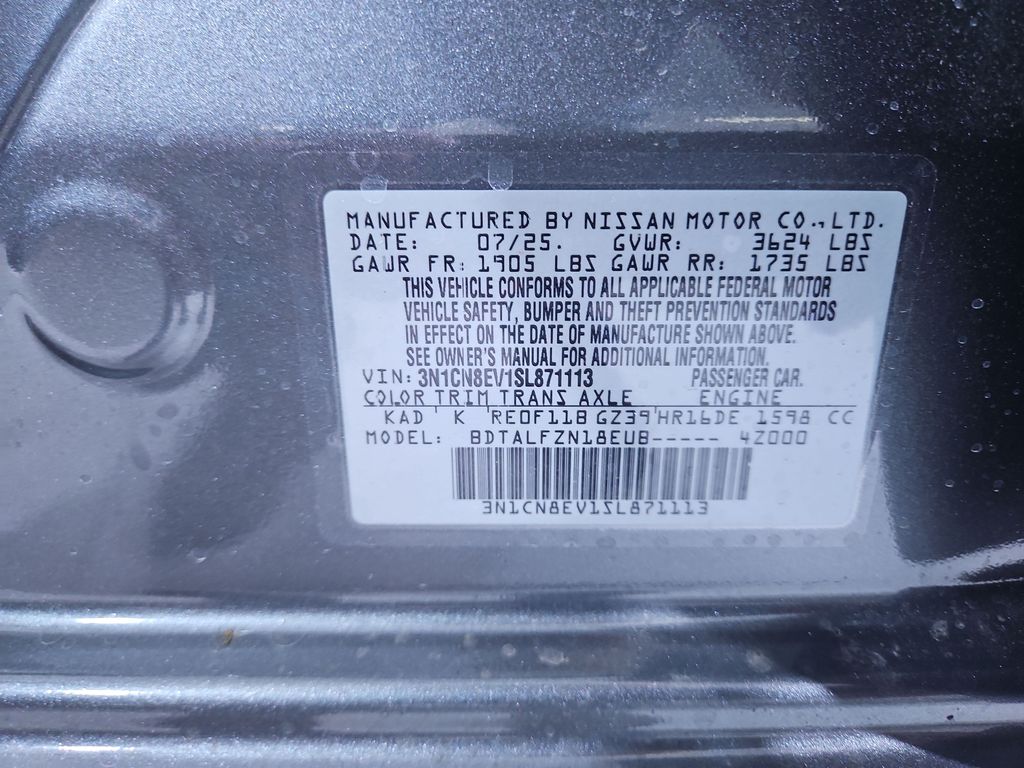 MANUFACTURED BY NISSAN MOTOR CO., LTD.
DATE: 07/25. GVWR: 3624 LBS
GAWR FR: 1905 LBS GAWR RR: 1735 LBS
THIS VEHICLE CONFORMS TO ALL APPLICABLE FEDERAL MOTOR
VEHICLE SAFETY, BUMPER AND THEFT PREVENTION STANDARDS
IN EFFECT ON THE DATE OF MANUFACTURE SHOWN ABOVE.
SEE OWNER'S MANUAL FOR ADDITIONAL INFORMATION.
VIN: 3N1CN8EV1SL871113 PASSENGER CAR.
COLOR TRIM TRANS AXLE ENGINE
KAD K RE0F11B GZ39 HR16DE 1598 CC
MODEL: BDTALFZN18EUB----- 4Z000
3N1CN8EV1SL871113